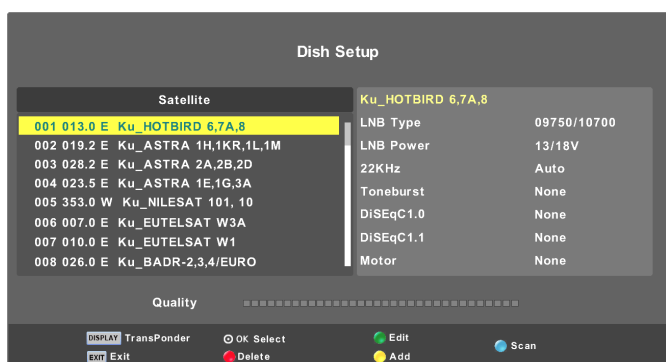 Dish Setup
Satellite
001 013.0 E Ku_HOTBIRD 6,7A,8
002 019.2 E Ku_ASTRA 1H,1KR,1L,1M
003 028.2 E Ku_ASTRA 2A,2B,2D
004 023.5 E Ku_ASTRA 1E,1G,3A
005 353.0 W Ku_NILESAT 101, 10
006 007.0 E Ku_EUTELSAT W3A
007 010.0 E Ku_EUTELSAT W1
008 026.0 E Ku_BADR-2,3,4/EURO
Ku_HOTBIRD 6,7A,8
LNB Type 09750/10700
LNB Power 13/18V
22KHz Auto
Toneburst None
DiSEqC1.0 None
DiSEqC1.1 None
Motor None
Quality
DISPLAY TransPonder OK Select Edit Scan
EXIT Exit Delete Add